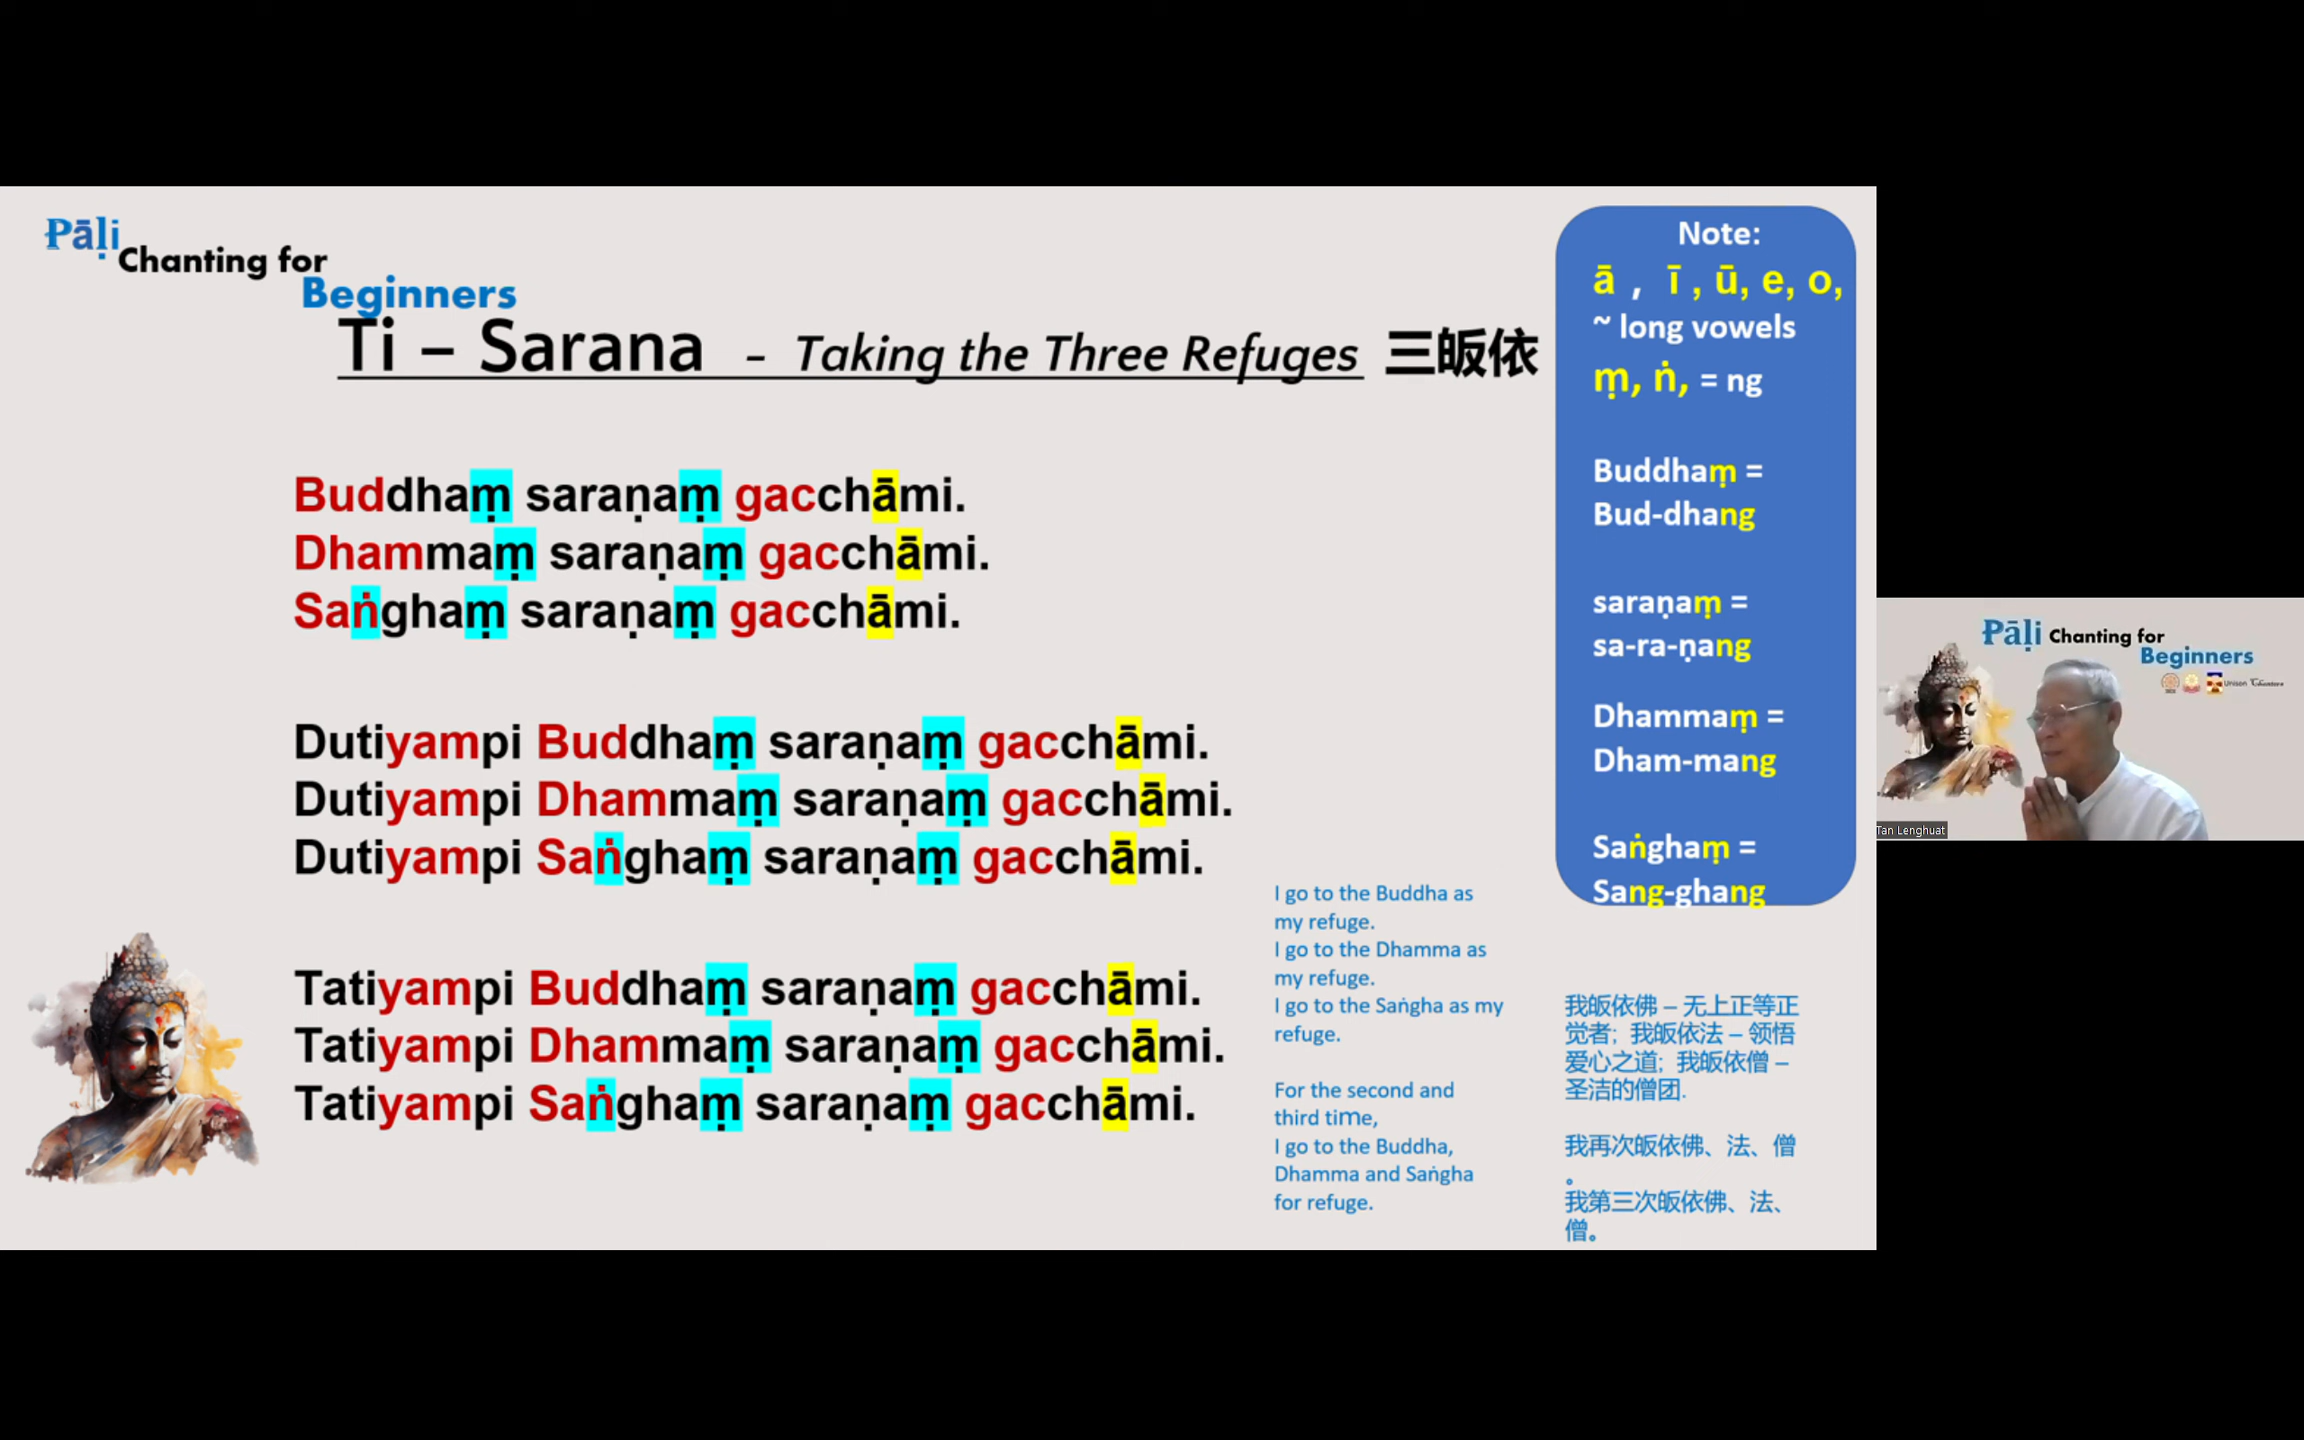 Pāḷi
Chanting for
Beginners
Ti – Sarana - Taking the Three Refuges 三皈依
Buddhaṃ saraṇaṃ gacchāmi.
Dhammaṃ saraṇaṃ gacchāmi.
Saṅghaṃ saraṇaṃ gacchāmi.
Dutiyampi Buddhaṃ saraṇaṃ gacchāmi.
Dutiyampi Dhammaṃ saraṇaṃ gacchāmi.
Dutiyampi Saṅghaṃ saraṇaṃ gacchāmi.
Tatiyampi Buddhaṃ saraṇaṃ gacchāmi.
Tatiyampi Dhammaṃ saraṇaṃ gacchāmi.
Tatiyampi Saṅghaṃ saraṇaṃ gacchāmi.
I go to the Buddha as
my refuge.
I go to the Dhamma as
my refuge.
I go to the Saṅgha as my
refuge.
For the second and
third time,
I go to the Buddha,
Dhamma and Saṅgha
for refuge.
Note:
ā , ī , ū, e, o,
~ long vowels
ṃ, ṅ, = ng
Buddhaṃ =
Bud-dhang
saraṇaṃ =
sa-ra-ṇang
Dhammaṃ =
Dham-mang
Saṅghaṃ =
Sang-ghang
我皈依佛 – 无上正等正
觉者; 我皈依法 – 领悟
爱心之道; 我皈依僧 –
圣洁的僧团.
我再次皈依佛、法、僧
。
我第三次皈依佛、法、
僧。
Pāḷi Chanting for
Beginners
Unison Chanters
Tan Lenghuat